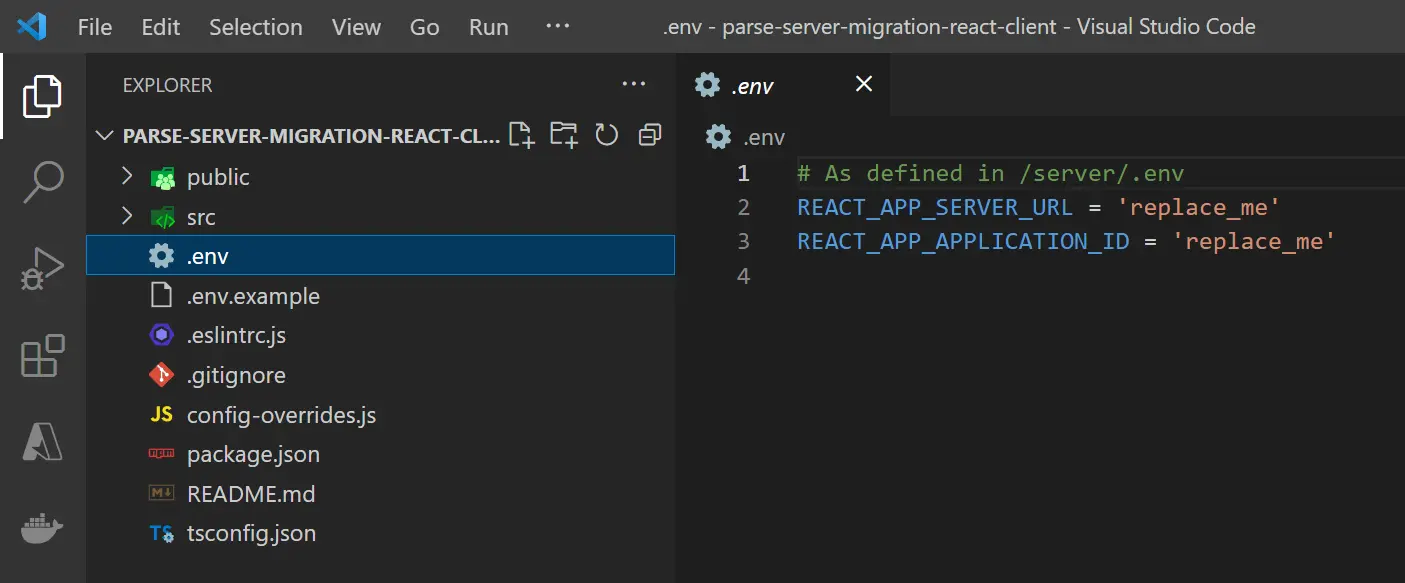 File Edit Selection View Go Run ··· .env - parse-server-migration-react-client - Visual Studio Code
EXPLORER ···
.env
PARSE-SERVER-MIGRATION-REACT-CL...
.env
public
src
.env
.env.example
.eslintrc.js
.gitignore
JS config-overrides.js
package.json
M↓ README.md
TS tsconfig.json
1 # As defined in /server/.env
2 REACT_APP_SERVER_URL = 'replace_me'
3 REACT_APP_APPLICATION_ID = 'replace_me'
4